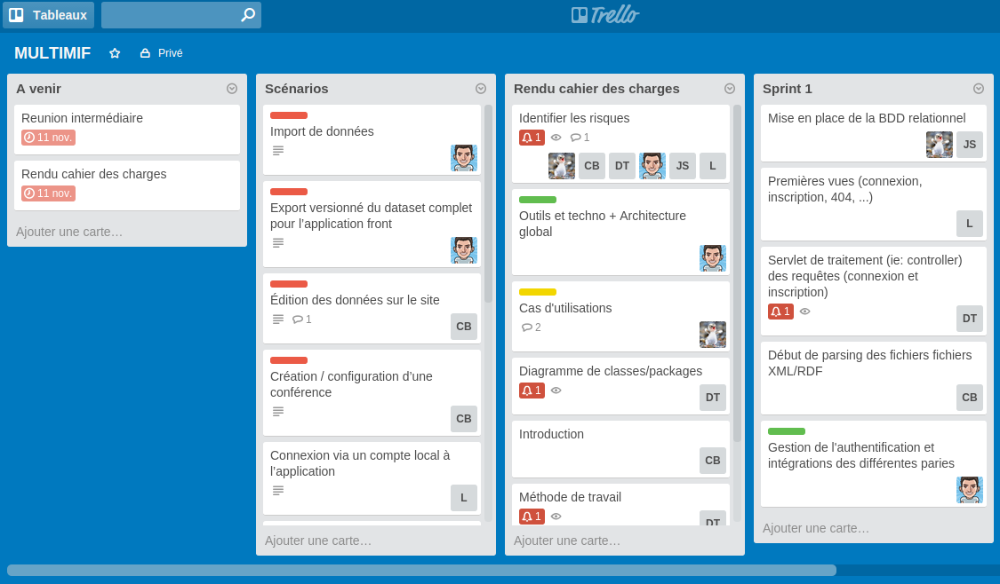 Tableaux
Trello
MULTIMIF
Privé
A venir
Reunion intermédiaire
11 nov.
Rendu cahier des charges
11 nov.
Ajouter une carte…
Scénarios
Import de données
Export versionné du dataset complet
pour l’application front
Édition des données sur le site
1
CB
Création / configuration d’une
conférence
CB
Connexion via un compte local à
l’application
L
Ajouter une carte…
Rendu cahier des charges
Identifier les risques
1 1
CB DT JS L
Outils et techno + Architecture
global
Cas d'utilisations
2
Diagramme de classes/packages
1
DT
Introduction
CB
Méthode de travail
1
DT
Ajouter une carte…
Sprint 1
Mise en place de la BDD relationnel
JS
Premières vues (connexion,
inscription, 404, ...)
L
Servlet de traitement (ie: controller)
des requêtes (connexion et
inscription)
1
DT
Début de parsing des fichiers fichiers
XML/RDF
CB
Gestion de l'authentification et
intégrations des différentes paries
Ajouter une carte…